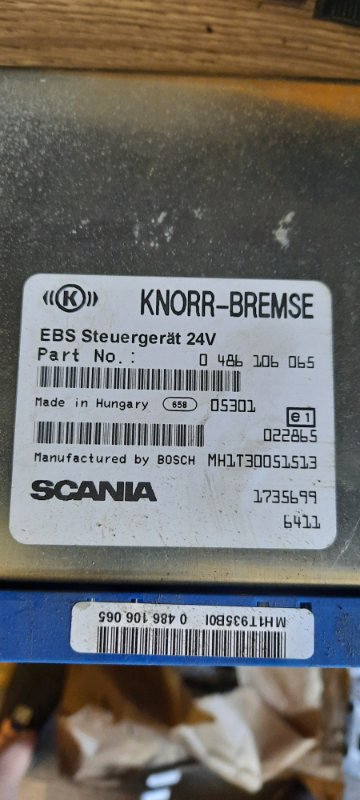 ((K)) KNORR-BREMSE
EBS Steuergerät 24V
Part No.: 0 486 106 065
Made in Hungary 658 05301
e1
022865
Manufactured by BOSCH MH1T30051513
SCANIA 1735699
6411
MH1T935B01 0 486 106 065